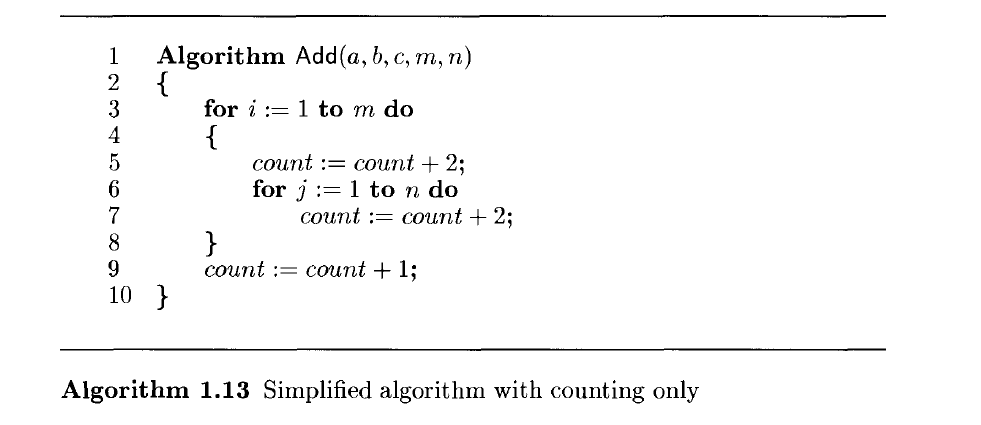 1 Algorithm Add(a, b, c, m, n)
2 {
3 for i := 1 to m do
4 {
5 count := count + 2;
6 for j := 1 to n do
7 count := count + 2;
8 }
9 count := count + 1;
10 }
Algorithm 1.13 Simplified algorithm with counting only